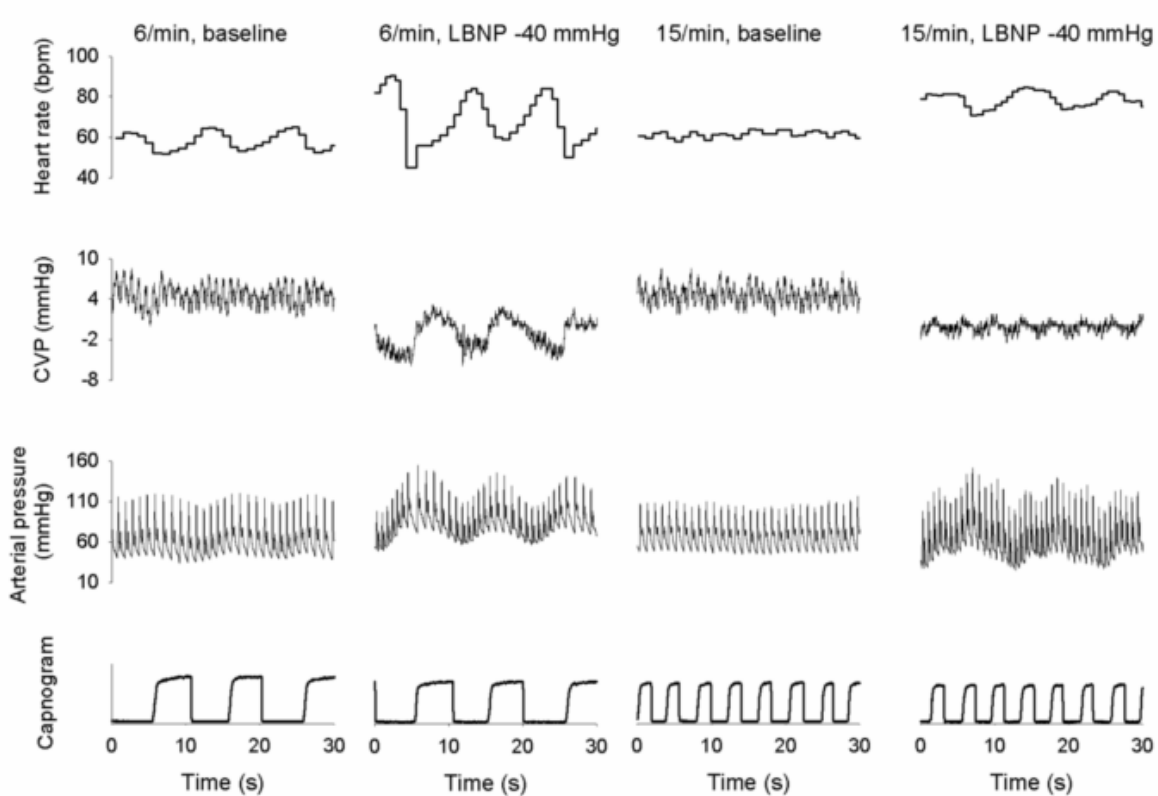 6/min, baseline 6/min, LBNP -40 mmHg 15/min, baseline 15/min, LBNP -40 mmHg
Heart rate (bpm)
100
80
60
40
CVP (mmHg)
10
4
-2
-8
Arterial pressure
(mmHg)
160
110
60
10
Capnogram
0 10 20 30 0 10 20 30 0 10 20 30 0 10 20 30
Time (s) Time (s) Time (s) Time (s)